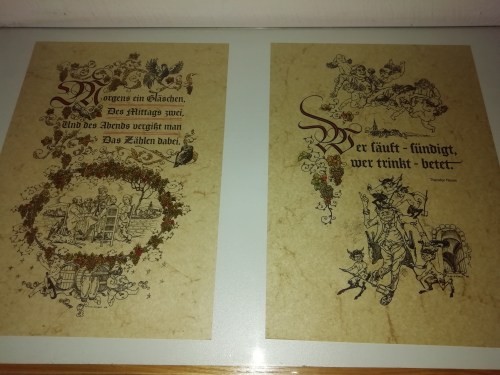 Morgens ein Gläschen,
Des Mittags zwei,
Und des Abends vergißt man
Das Zählen dabei.
Wer säuft - sündigt,
wer trinkt - betet.